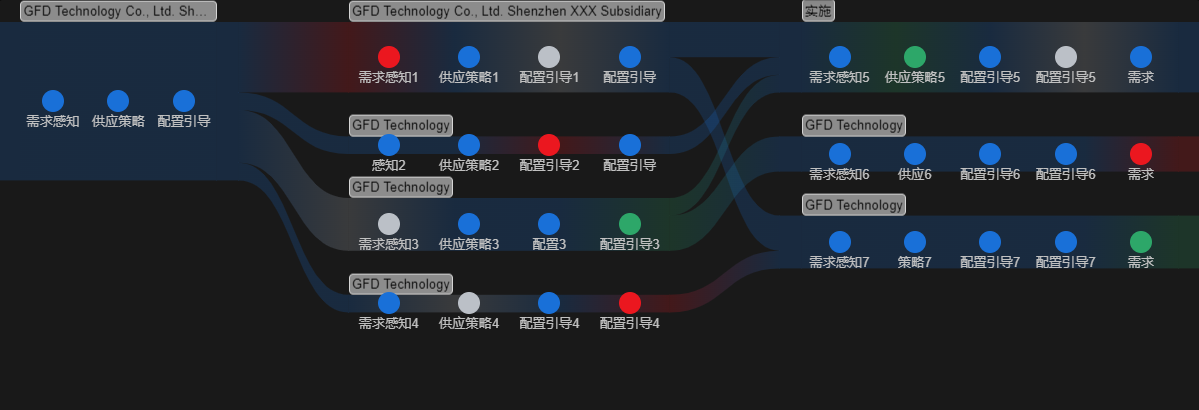 GFD Technology Co., Ltd. Sh...
需求感知
供应策略
配置引导
GFD Technology Co., Ltd. Shenzhen XXX Subsidiary
需求感知1
供应策略1
配置引导1
配置引导
GFD Technology
感知2
供应策略2
配置引导2
配置引导
GFD Technology
需求感知3
供应策略3
配置3
配置引导3
GFD Technology
需求感知4
供应策略4
配置引导4
配置引导4
实施
需求感知5
供应策略5
配置引导5
配置引导5
需求
GFD Technology
需求感知6
供应6
配置引导6
配置引导6
需求
GFD Technology
需求感知7
策略7
配置引导7
配置引导7
需求